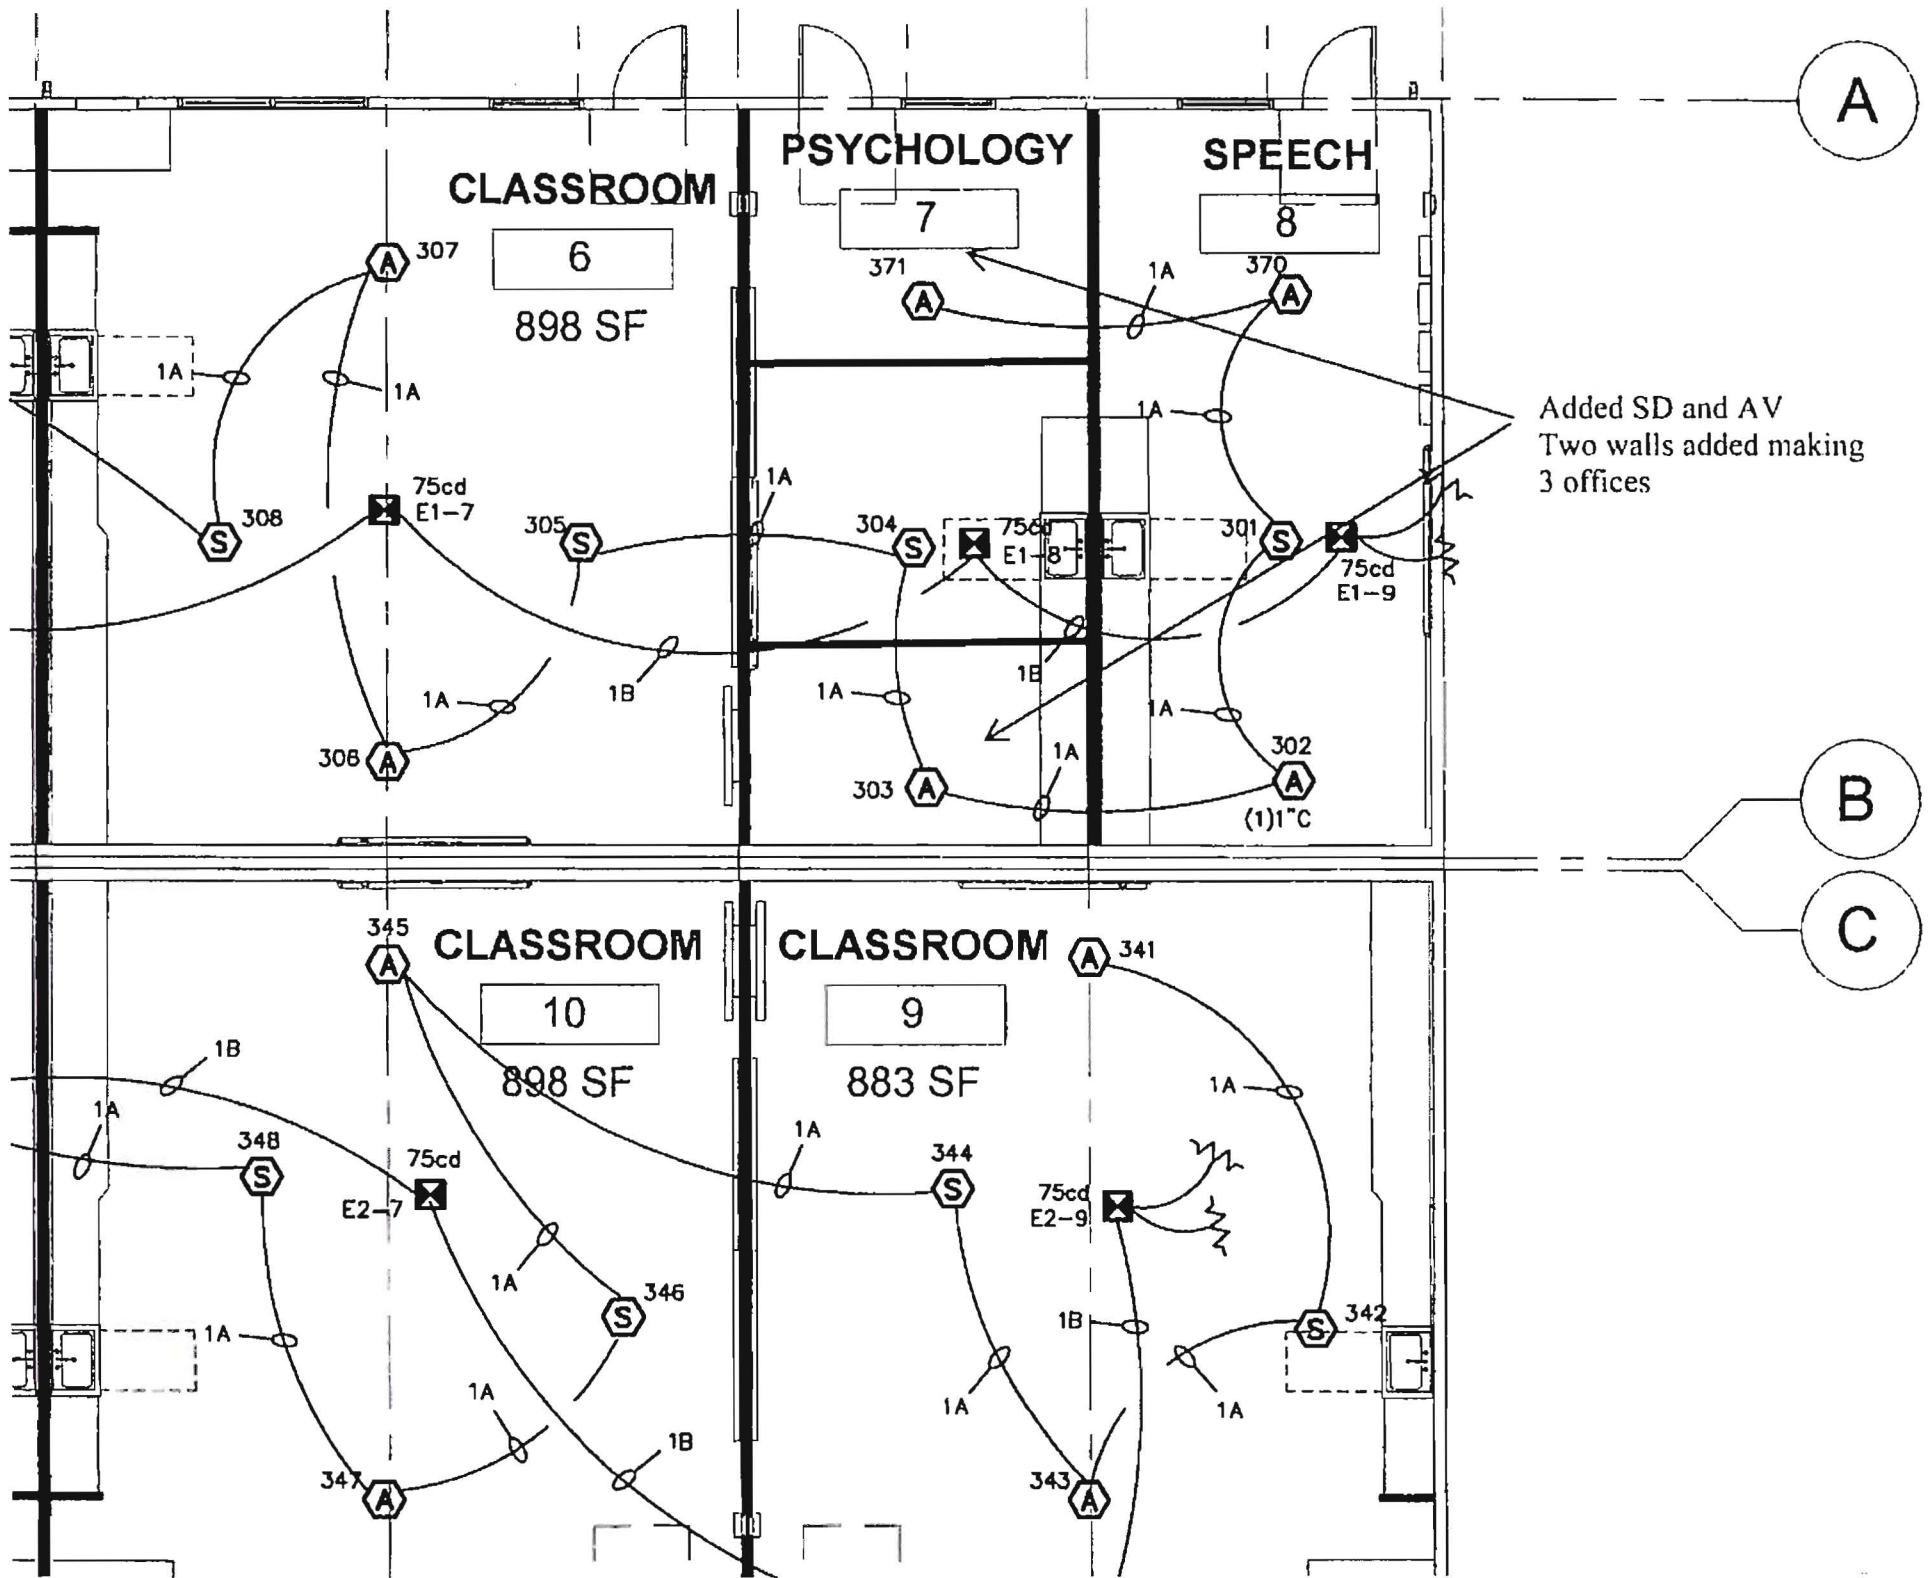 A
PSYCHOLOGY
SPEECH
CLASSROOM
7
8
6
307
371
370
1A
898 SF
1A
1A
1A
Added SD and AV
Two walls added making
3 offices
1A
75cd
E1-7
308
S
305
S
304
S
75cd
E1-8
301
S
75cd
E1-9
1A
1B
1A
1B
1A
1A
306
A
303
A
302
A
(1)1"C
B
C
345
A
CLASSROOM
CLASSROOM
341
A
10
9
898 SF
883 SF
1B
1A
1A
1A
348
S
75cd
E2-7
344
S
75cd
E2-9
1A
346
S
1A
1B
342
S
1A
1A
1A
1B
347
A
343
A
A
A
A